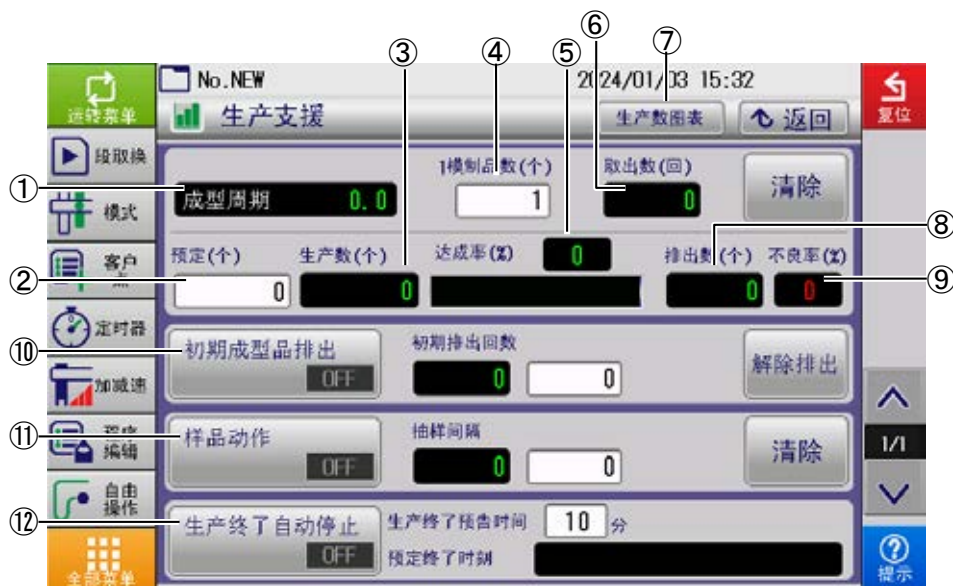 ③ ④ ⑤ ⑥ ⑦
No.NEW 2024/01/03 15:32
运转菜单 生产支援 生产数图表 返回 复位
段取换 1模制品数(个) 取出数(回)
① 成型周期 0.0 1 0 清除
模式
② 客户 预定(个) 生产数(个) 达成率(%) 0 排出数(个) 不良率(%) ⑧
0 0 0 0 ⑨
定时器
⑩ 初期成型品排出 初期排出回数
OFF 0 0 解除排出
加减速
⑪ 样品动作 抽样间隔
编辑 OFF 0 0 清除 1/1
自由
操作
⑫ 生产终了自动停止 生产终了预告时间 10 分
OFF 预定终了时刻
全部菜单 提示